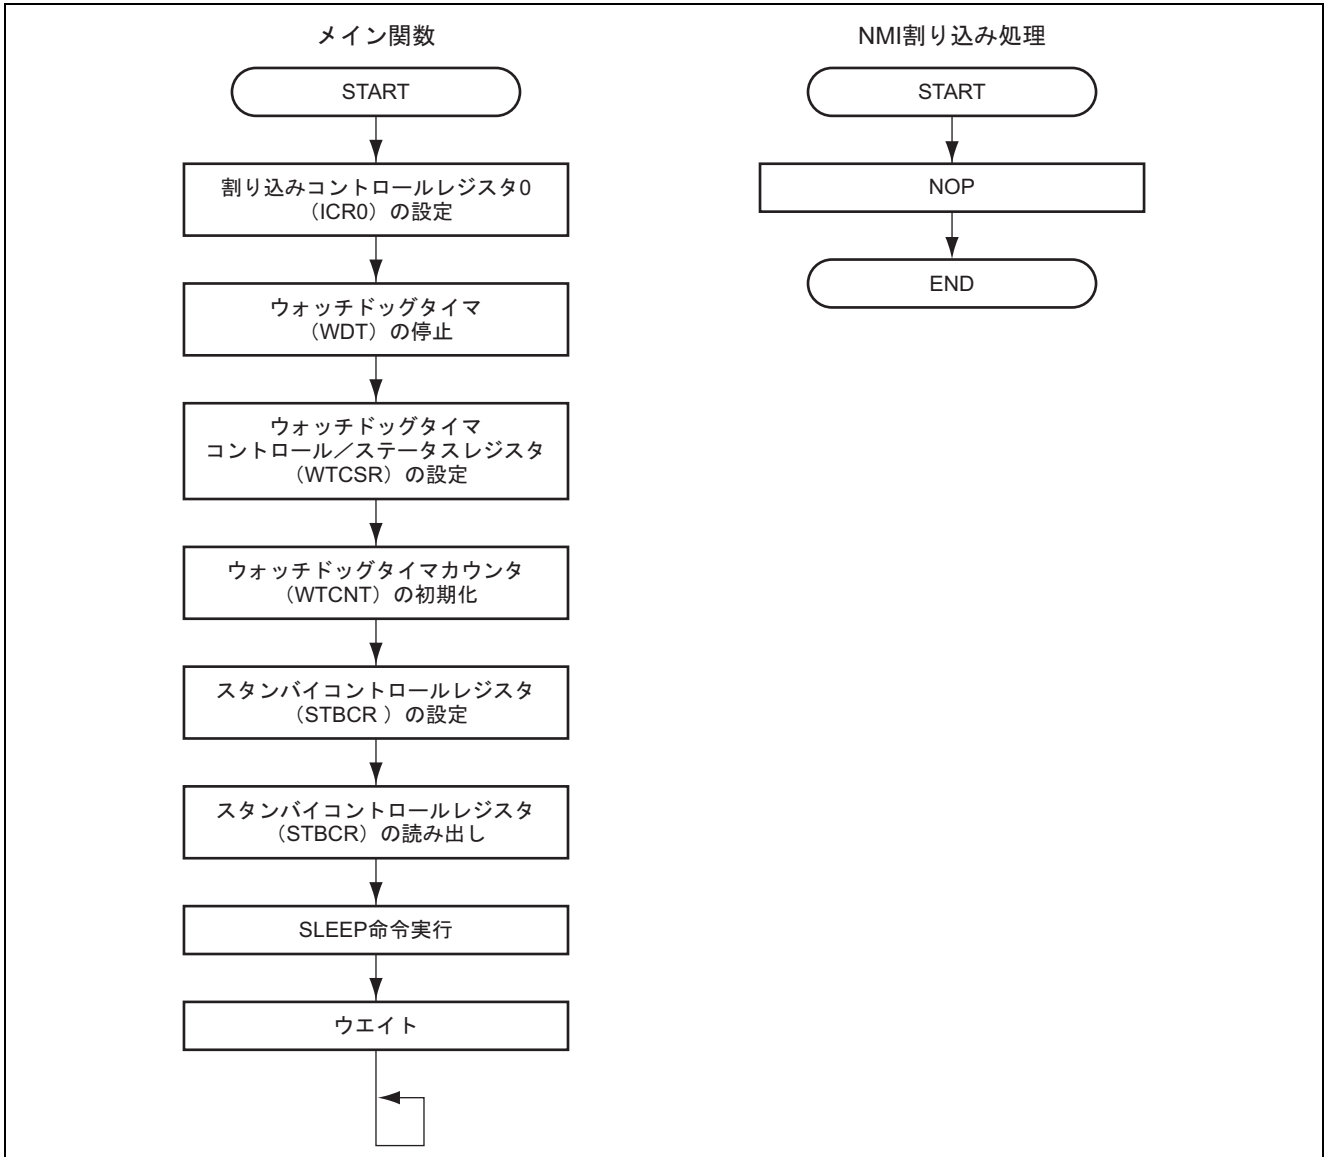 メイン関数
START
割り込みコントロールレジスタ0
（ICR0）の設定
ウォッチドッグタイマ
（WDT）の停止
ウォッチドッグタイマ
コントロール／ステータスレジスタ
（WTCSR）の設定
ウォッチドッグタイマカウンタ
（WTCNT）の初期化
スタンバイコントロールレジスタ
（STBCR ）の設定
スタンバイコントロールレジスタ
（STBCR）の読み出し
SLEEP命令実行
ウエイト
NMI割り込み処理
START
NOP
END